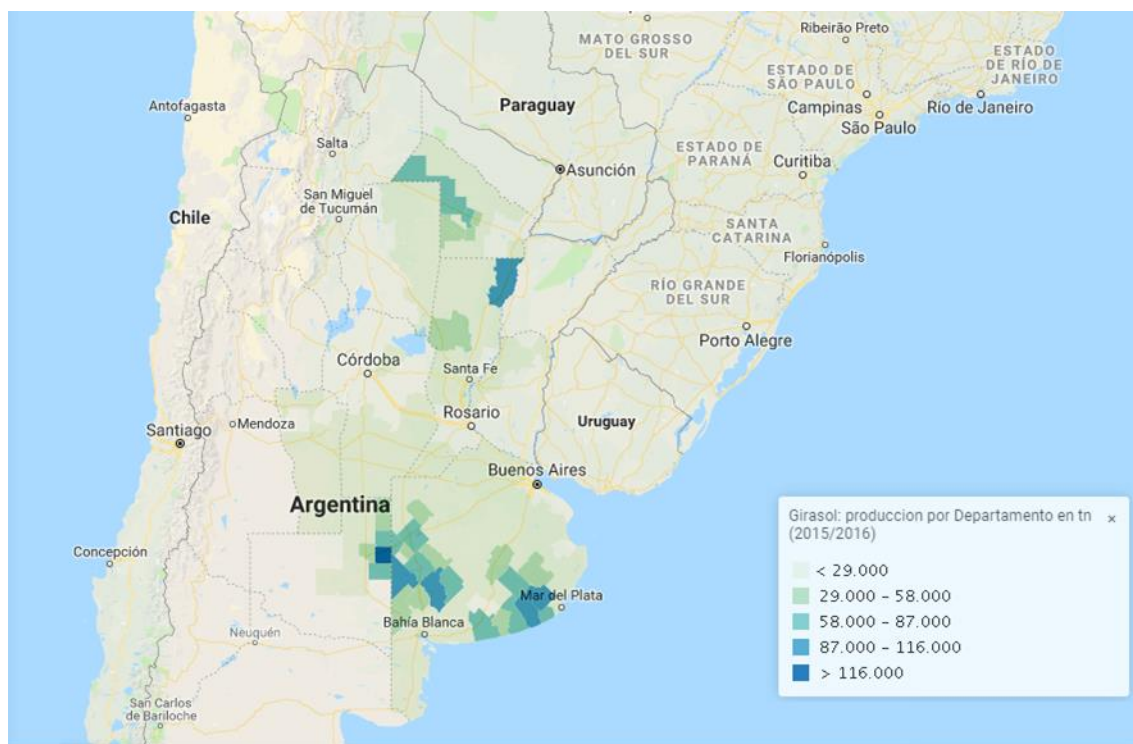 MATO GROSSO
DEL SUR
Ribeirão Preto
ESTADO
DE RÍO DE
JANEIRO
ESTADO DE
SÃO PAULO
Antofagasta
Paraguay
Campinas
Río de Janeiro
São Paulo
Salta
Asunción
ESTADO DE
PARANÁ
Curitiba
San Miguel
de Tucumán
Chile
SANTA
CATARINA
Florianópolis
RÍO GRANDE
DEL SUR
Porto Alegre
Córdoba
Santa Fe
Rosario
Uruguay
Mendoza
Santiago
Buenos Aires
Argentina
Concepción
Mar del Plata
Bahía Blanca
Neuquén
San Carlos
de Bariloche
Girasol: produccion por Departamento en tn
(2015/2016)
×
< 29.000
29.000 – 58.000
58.000 – 87.000
87.000 – 116.000
> 116.000